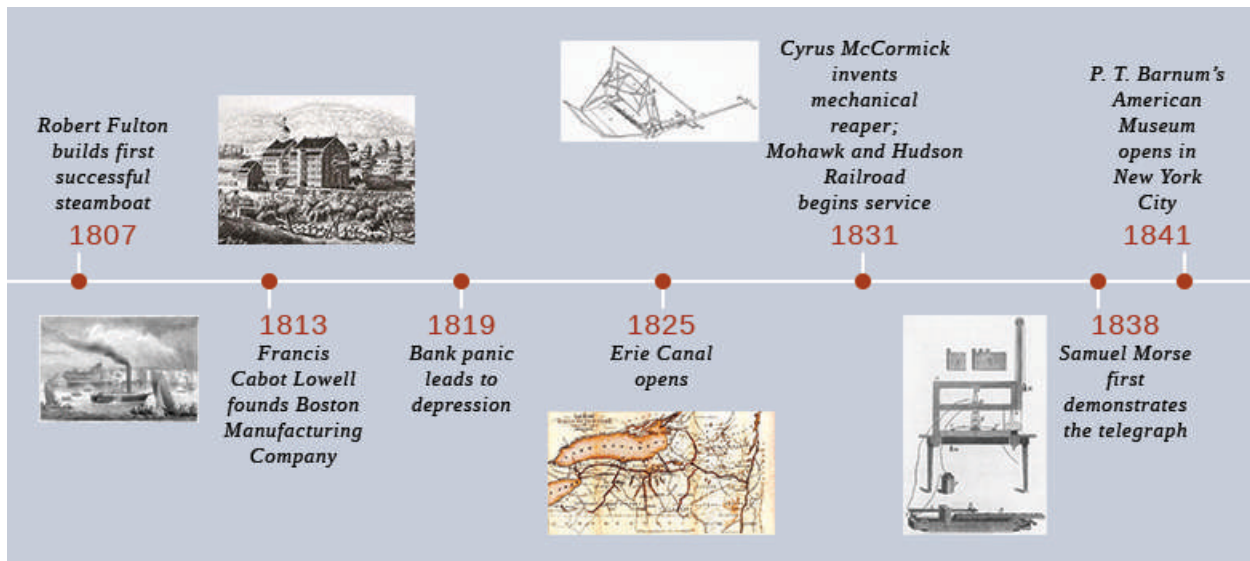 Robert Fulton
builds first
successful
steamboat
1807
1813
Francis
Cabot Lowell
founds Boston
Manufacturing
Company
1819
Bank panic
leads to
depression
1825
Erie Canal
opens
Cyrus McCormick
invents
mechanical
reaper;
Mohawk and Hudson
Railroad
begins service
1831
1838
Samuel Morse
first
demonstrates
the telegraph
P. T. Barnum’s
American
Museum
opens in
New York
City
1841